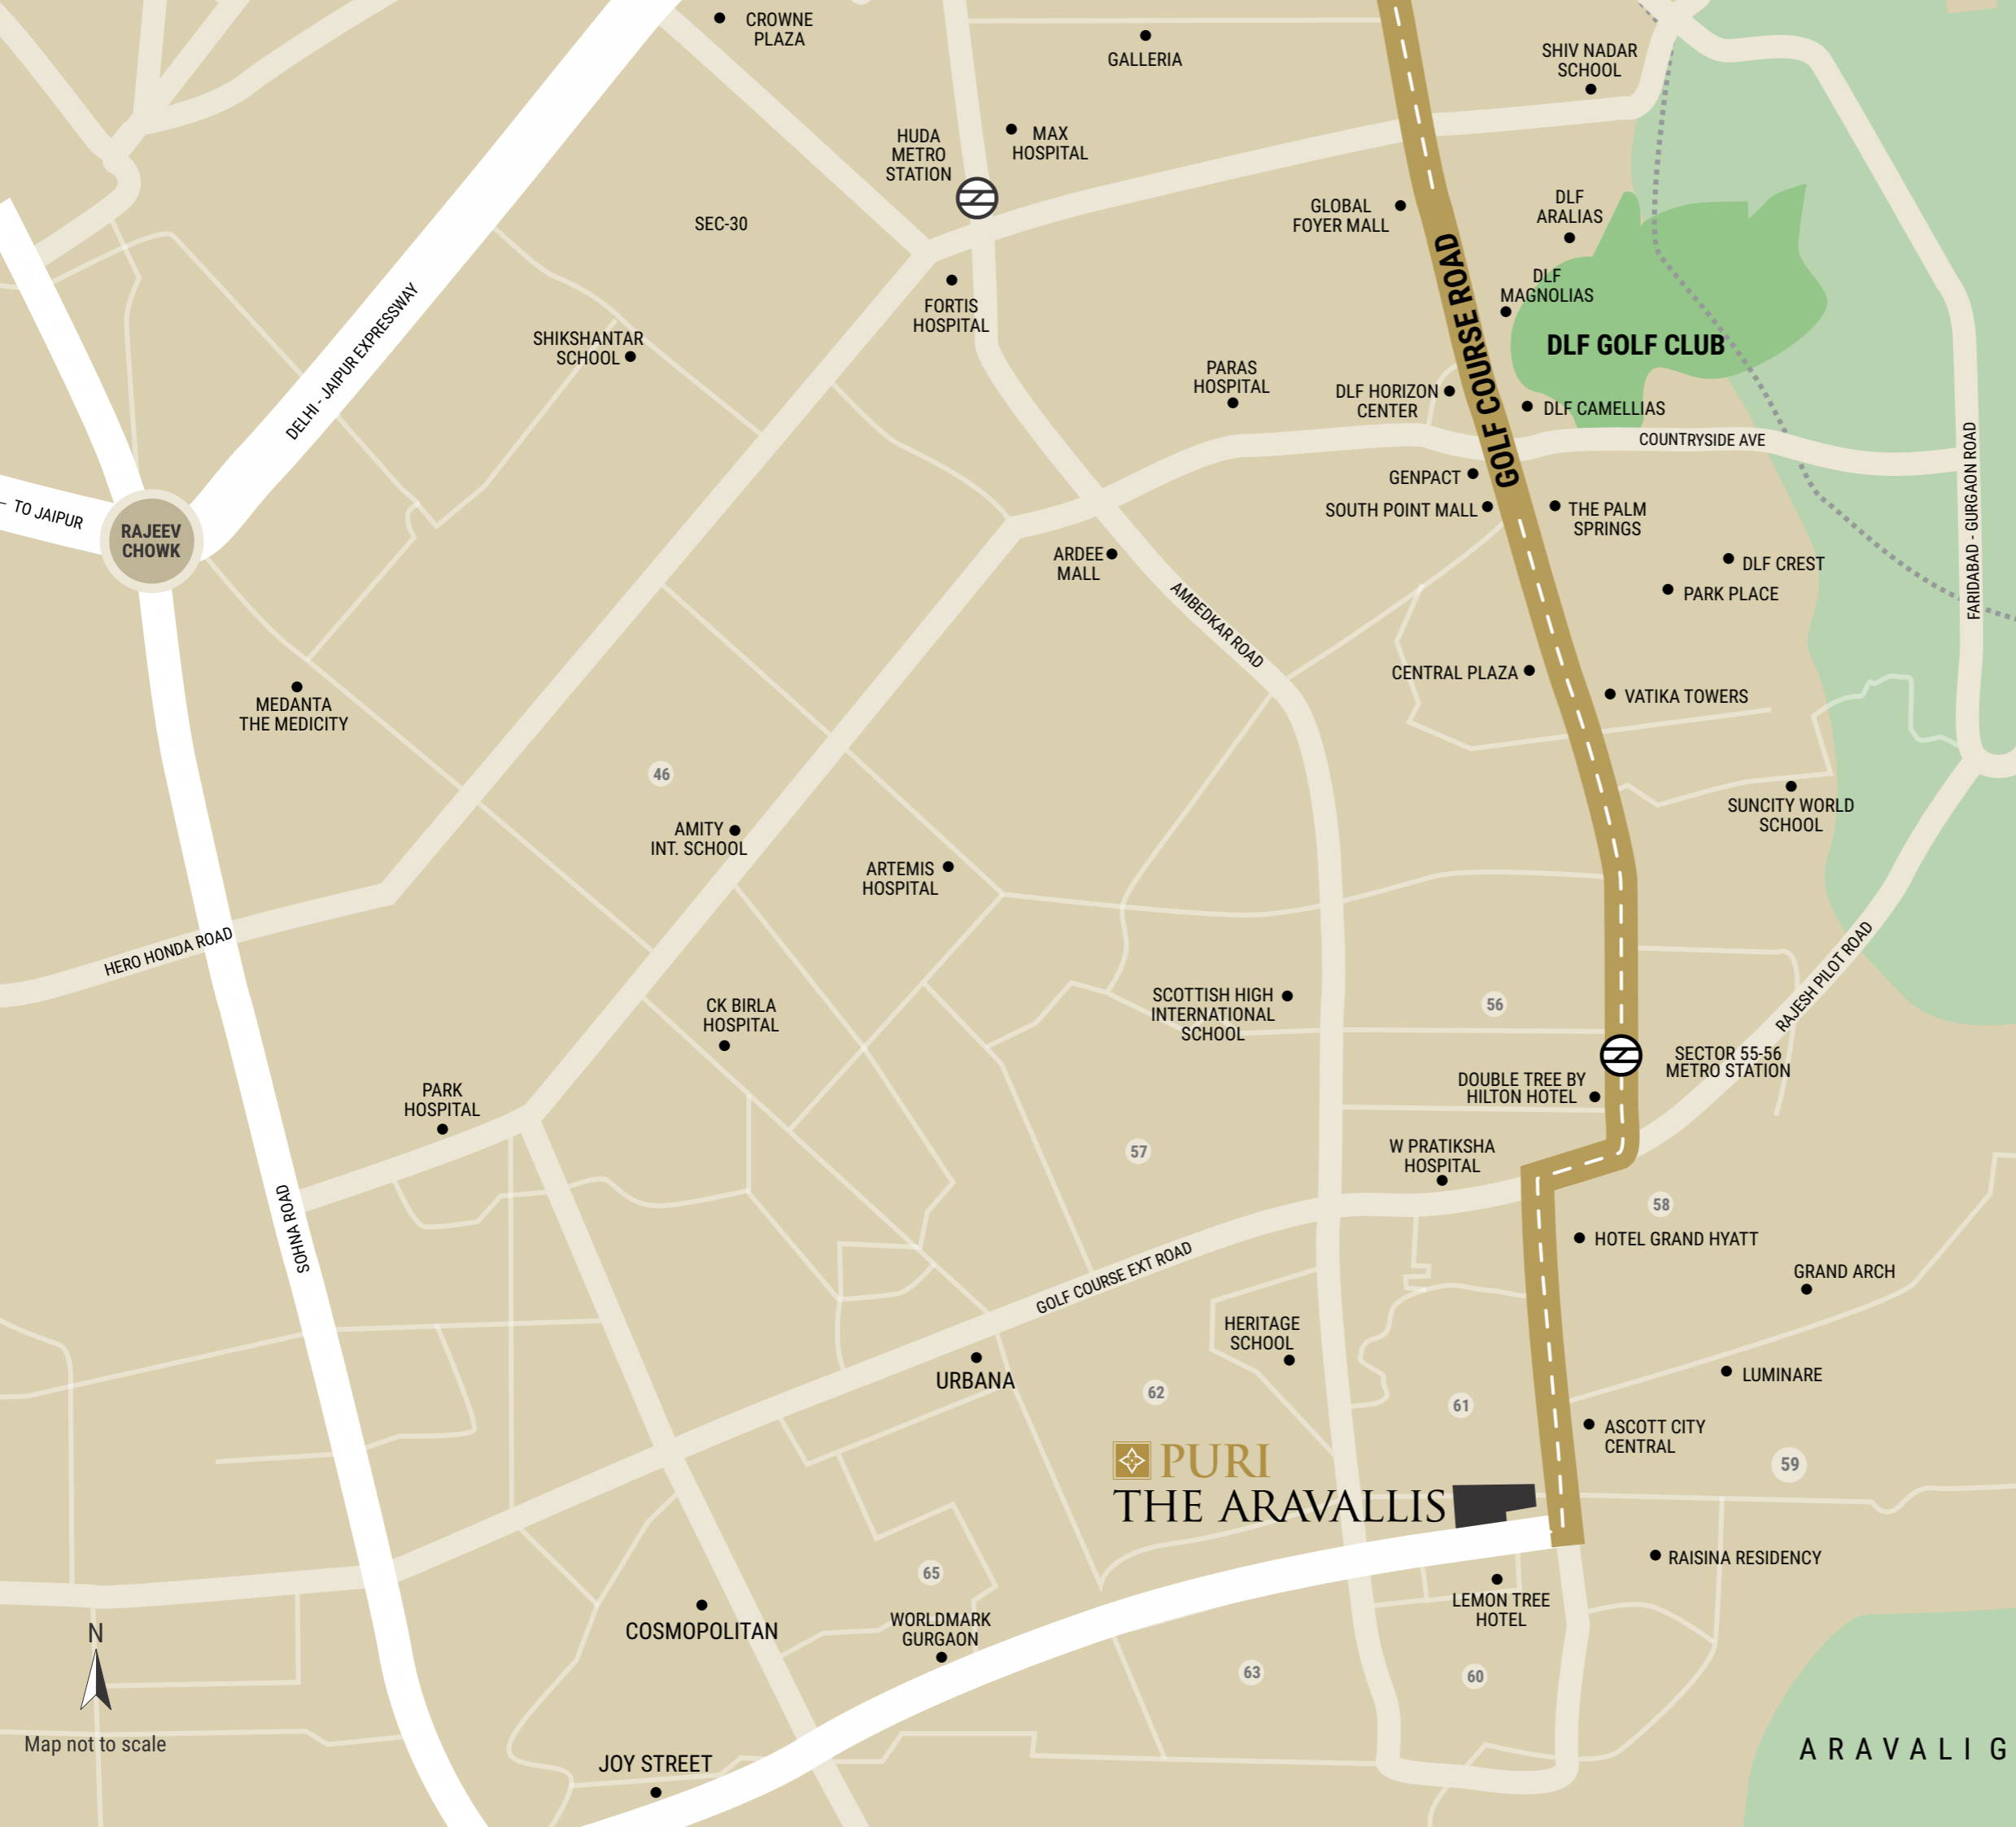 CROWNE
PLAZA
GALLERIA
SHIV NADAR
SCHOOL
HUDA
METRO
STATION
MAX
HOSPITAL
SEC-30
GLOBAL
FOYER MALL
DLF
ARALIAS
DLF
MAGNOLIAS
DLF GOLF CLUB
GOLF COURSE ROAD
FORTIS
HOSPITAL
SHIKSHANTAR
SCHOOL
DELHI - JAIPUR EXPRESSWAY
PARAS
HOSPITAL
DLF HORIZON
CENTER
DLF CAMELLIAS
COUNTRYSIDE AVE
FARIDABAD - GURGAON ROAD
GENPACT
SOUTH POINT MALL
THE PALM
SPRINGS
TO JAIPUR
RAJEEV
CHOWK
ARDEE
MALL
DLF CREST
PARK PLACE
AMBEDKAR ROAD
CENTRAL PLAZA
VATIKA TOWERS
MEDANTA
THE MEDICITY
46
AMITY
INT. SCHOOL
ARTEMIS
HOSPITAL
SUNCITY WORLD
SCHOOL
HERO HONDA ROAD
RAJESH PILOT ROAD
CK BIRLA
HOSPITAL
SCOTTISH HIGH
INTERNATIONAL
SCHOOL
56
SECTOR 55-56
METRO STATION
DOUBLE TREE BY
HILTON HOTEL
PARK
HOSPITAL
57
W PRATIKSHA
HOSPITAL
58
SOHNA ROAD
HOTEL GRAND HYATT
GOLF COURSE EXT ROAD
GRAND ARCH
HERITAGE
SCHOOL
URBANA
62
61
LUMINARE
ASCOTT CITY
CENTRAL
59
PURI
THE ARAVALLIS
RAISINA RESIDENCY
65
LEMON TREE
HOTEL
COSMOPOLITAN
WORLDMARK
GURGAON
63
60
N
Map not to scale
JOY STREET
ARAVALI G